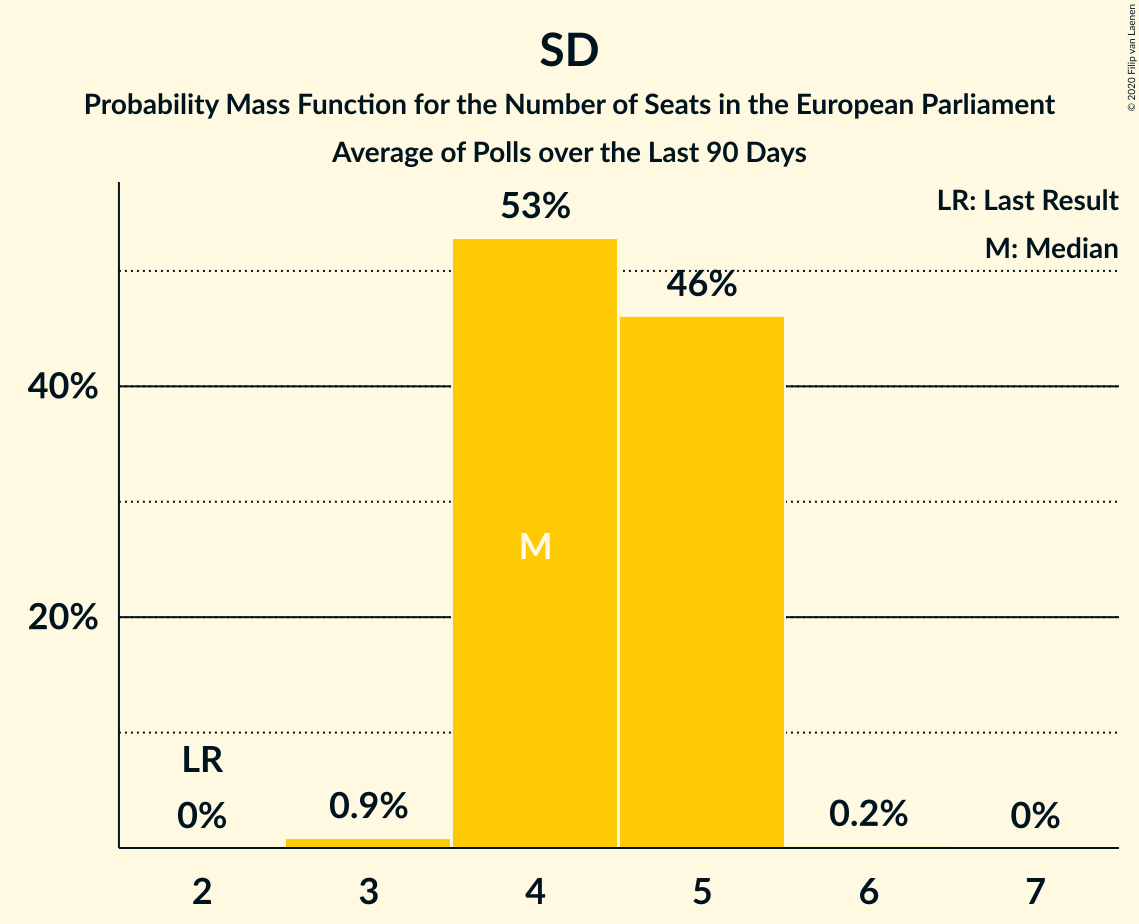 SD
Probability Mass Function for the Number of Seats in the European Parliament
Average of Polls over the Last 90 Days
© 2020 Filip van Laenen
LR: Last Result
M: Median
53%
46%
40%
M
20%
LR
0%
0.9%
0.2%
0%
2 3 4 5 6 7